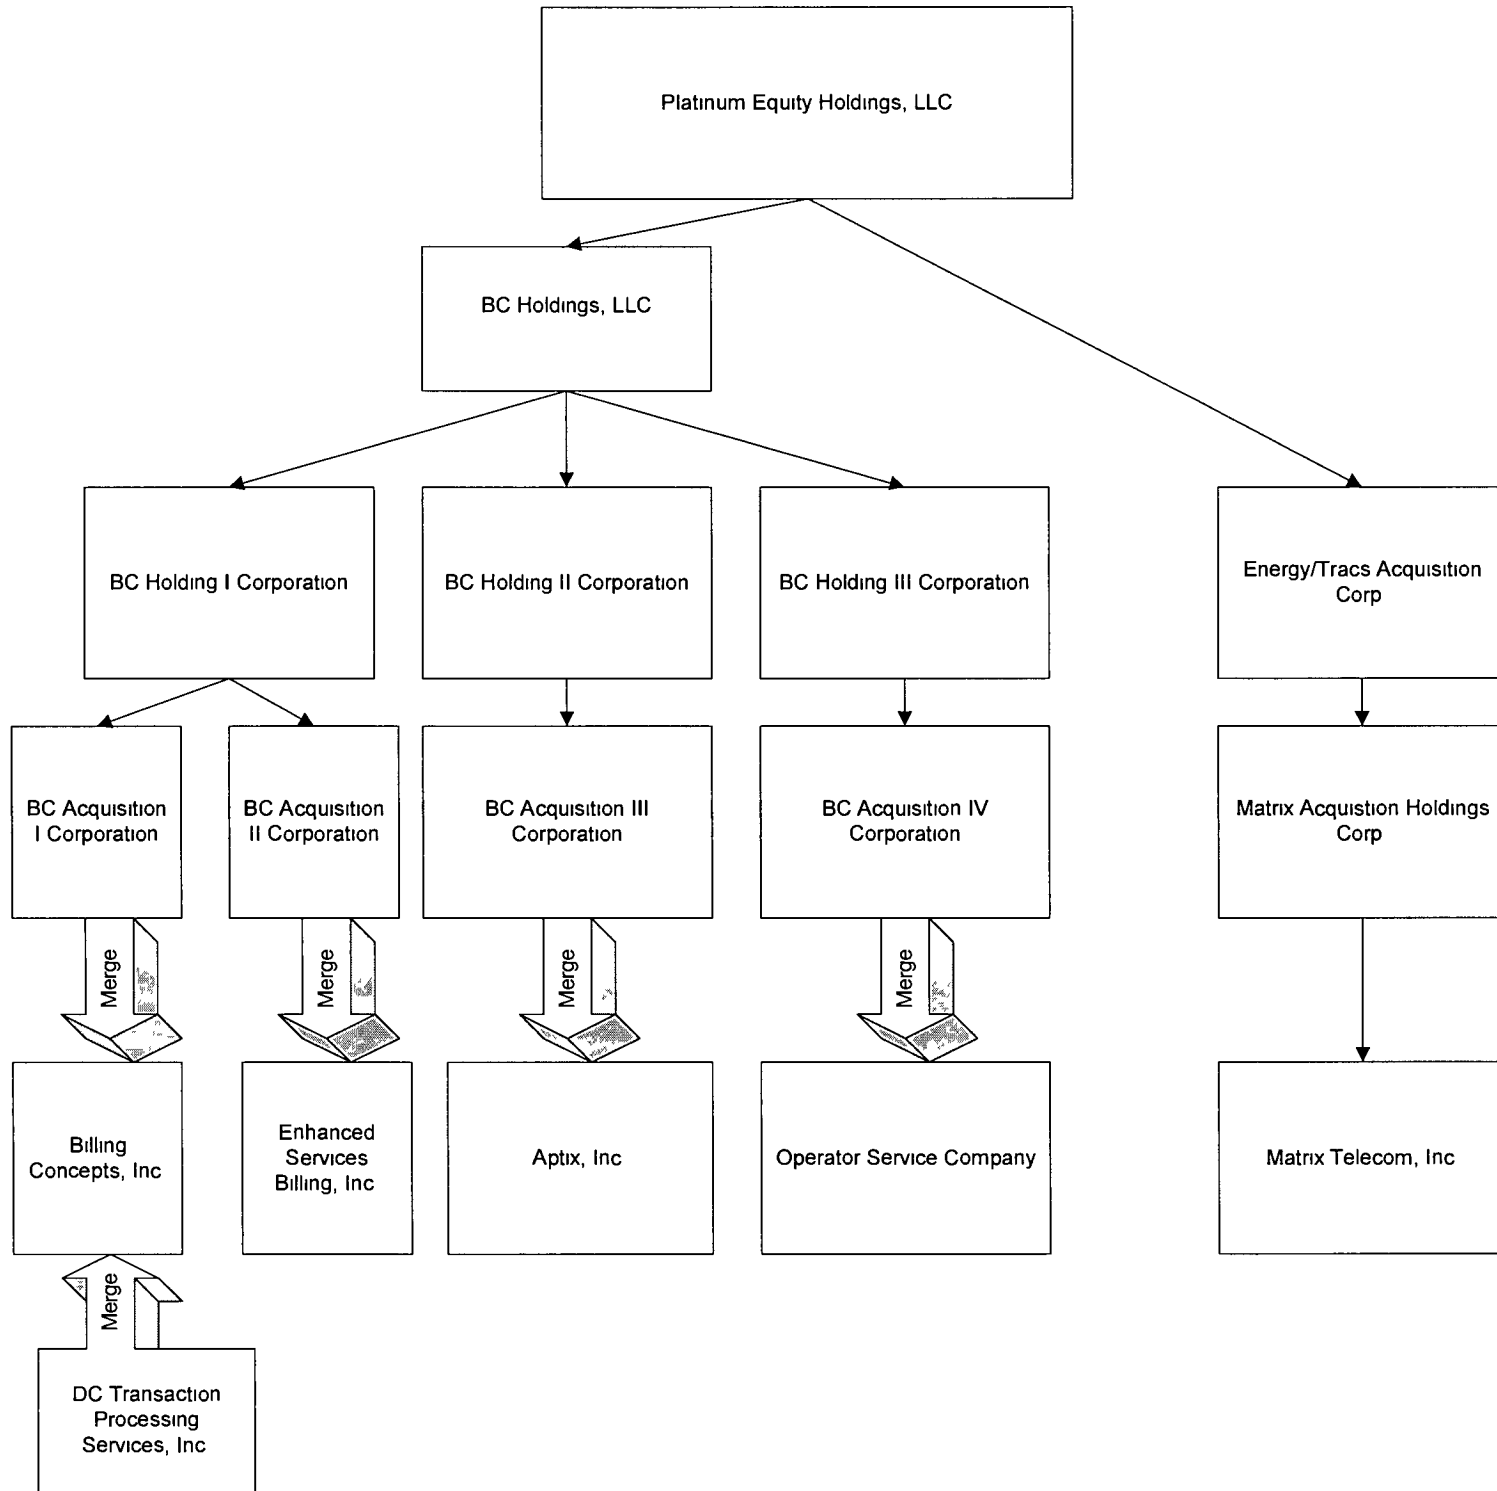 Platinum Equity Holdings, LLC
BC Holdings, LLC
BC Holding I Corporation
BC Holding II Corporation
BC Holding III Corporation
Energy/Tracs Acquisition
Corp
BC Acquisition
I Corporation
BC Acquisition
II Corporation
BC Acquisition III
Corporation
BC Acquisition IV
Corporation
Matrix Acquistion Holdings
Corp
Merge
Merge
Merge
Merge
Billing
Concepts, Inc
Enhanced
Services
Billing, Inc
Aptix, Inc
Operator Service Company
Matrix Telecom, Inc
Merge
DC Transaction
Processing
Services, Inc